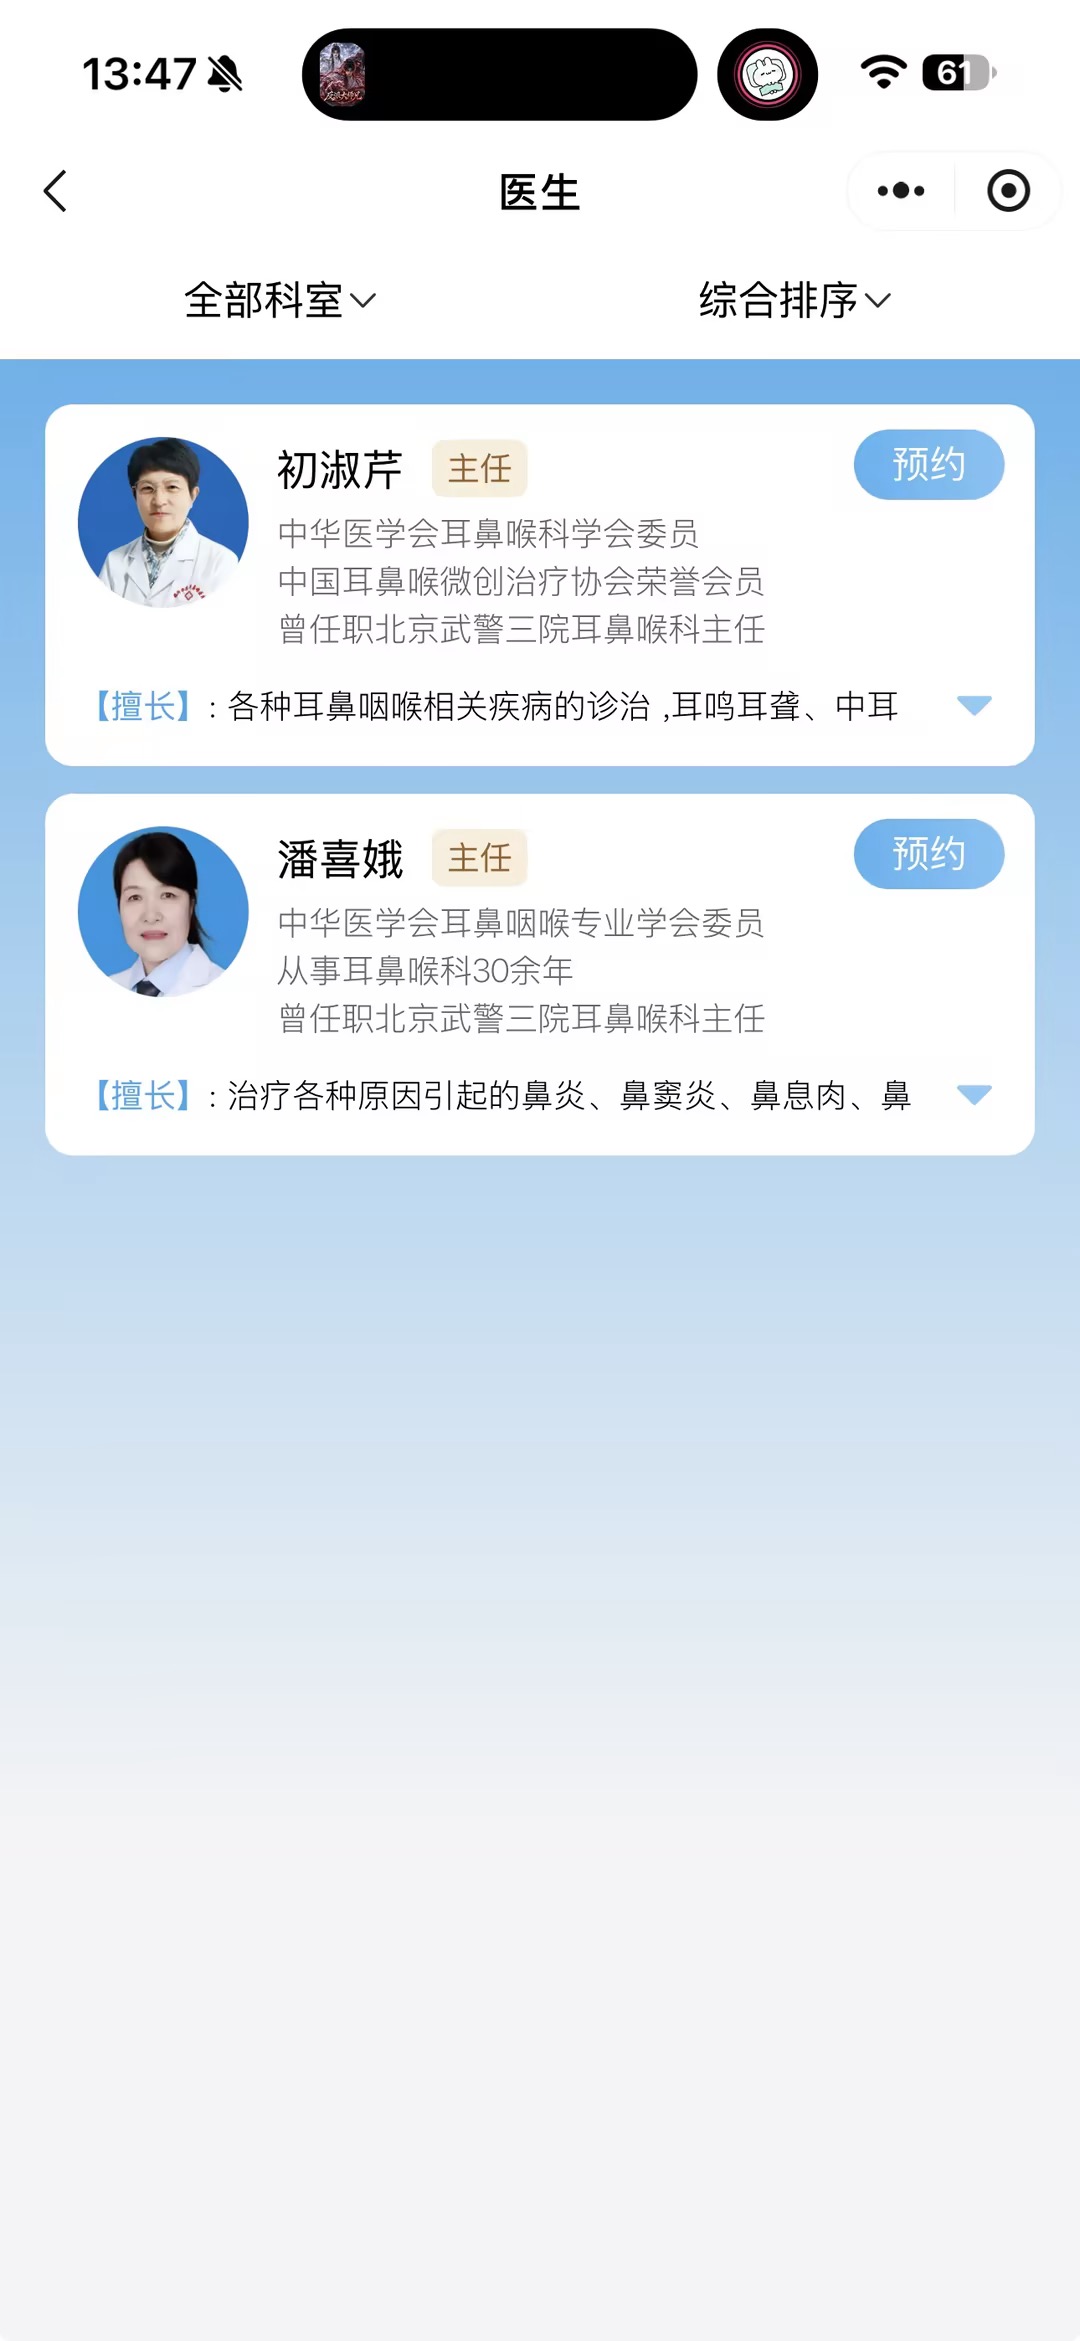 13:47
61
医生
全部科室
综合排序
初淑芹 主任
预约
中华医学会耳鼻喉科学会委员
中国耳鼻喉微创治疗协会荣誉会员
曾任职北京武警三院耳鼻喉科主任
【擅长】:各种耳鼻咽喉相关疾病的诊治 ,耳鸣耳聋、中耳
潘喜娥 主任
预约
中华医学会耳鼻咽喉专业学会委员
从事耳鼻喉科30余年
曾任职北京武警三院耳鼻喉科主任
【擅长】:治疗各种原因引起的鼻炎、鼻窦炎、鼻息肉、鼻